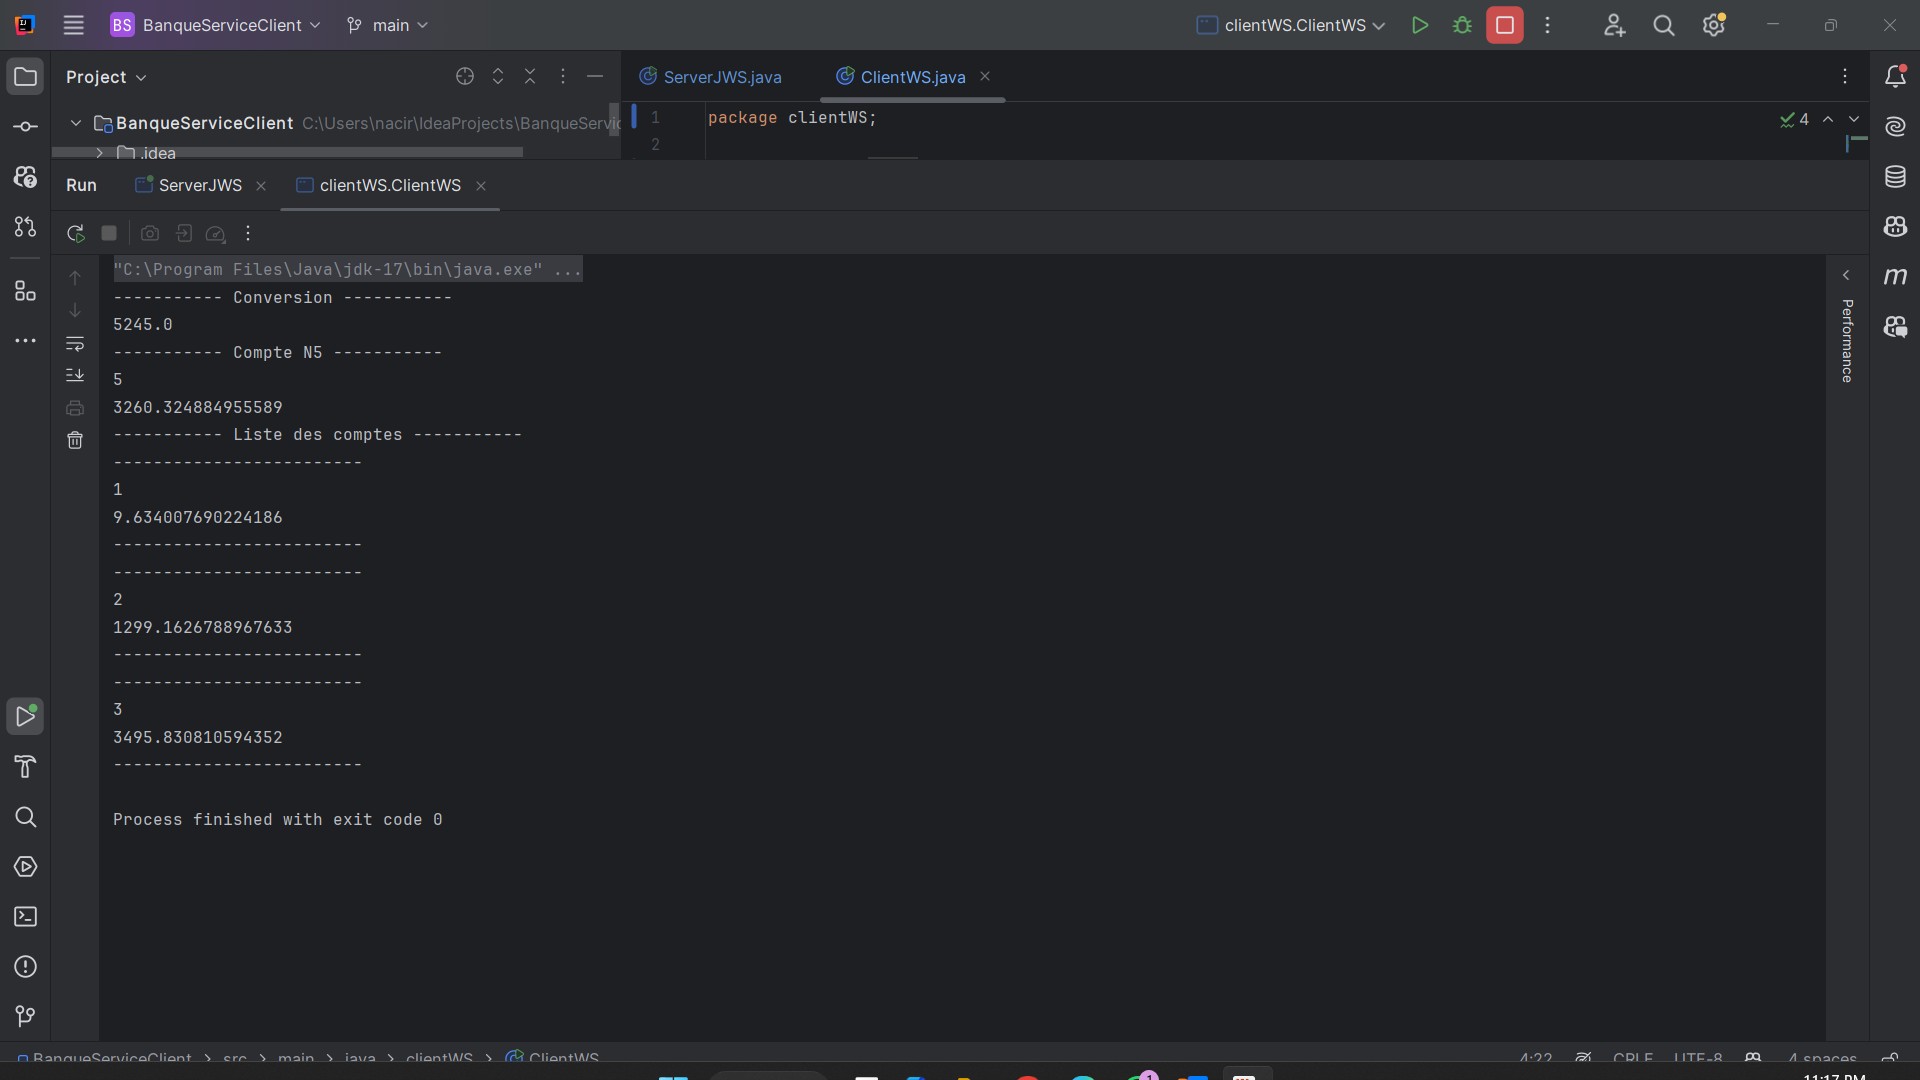 BS BanqueServiceClient main clientWS.ClientWS
Project ServerJWS.java ClientWS.java
BanqueServiceClient C:\Users\nacir\IdeaProjects\BanqueServic 1 package clientWS; 4
.idea 2
Run ServerJWS clientWS.ClientWS
"C:\Program Files\Java\jdk-17\bin\java.exe" ...
----------- Conversion -----------
5245.0
----------- Compte N5 -----------
5
3260.324884955589
----------- Liste des comptes -----------
-------------------------
1
9.634007690224186
-------------------------
-------------------------
2
1299.1626788967633
-------------------------
-------------------------
3
3495.830810594352
-------------------------
Process finished with exit code 0
Performance
m
BanqueServiceClient > src > main > java > clientWS > ClientWS 4:22 CRLF UTF-8 4 spaces
1
11:17 PM